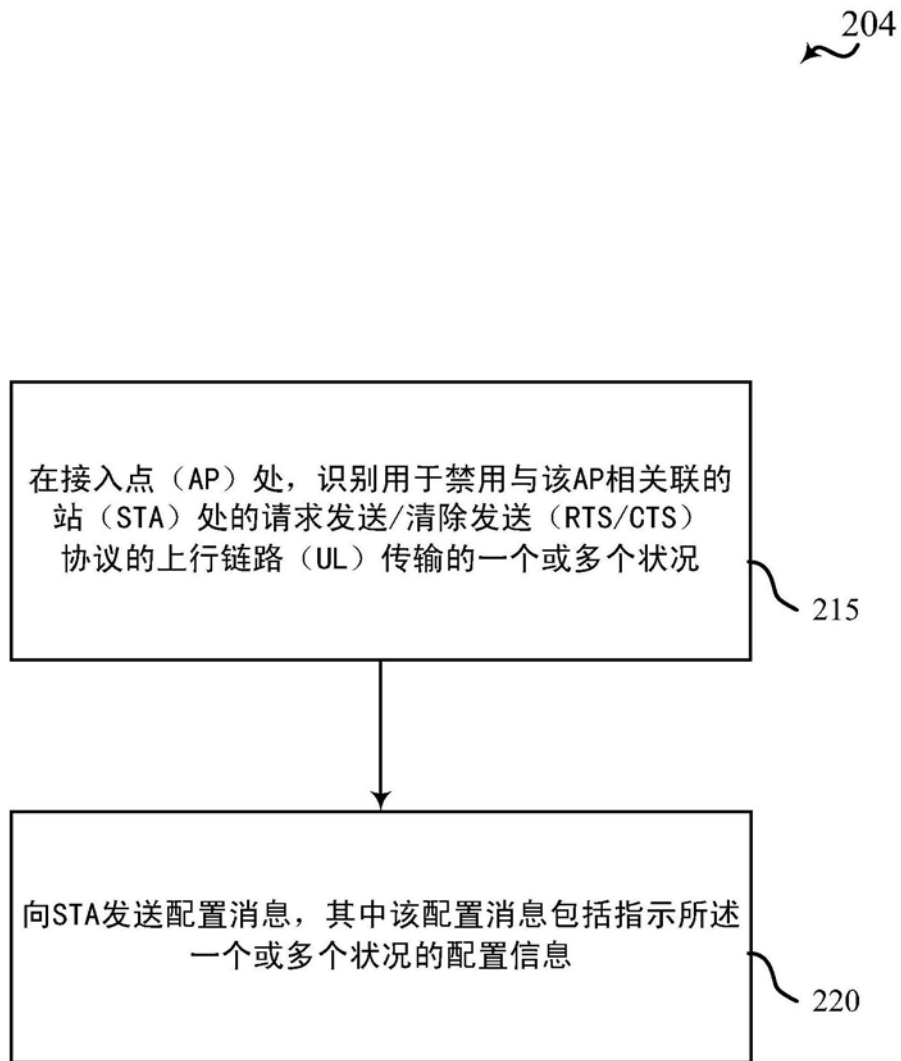 204
在接入点（AP）处，识别用于禁用与该AP相关联的
站（STA）处的请求发送/清除发送（RTS/CTS）
协议的上行链路（UL）传输的一个或多个状况
215
向STA发送配置消息，其中该配置消息包括指示所述
一个或多个状况的配置信息
220